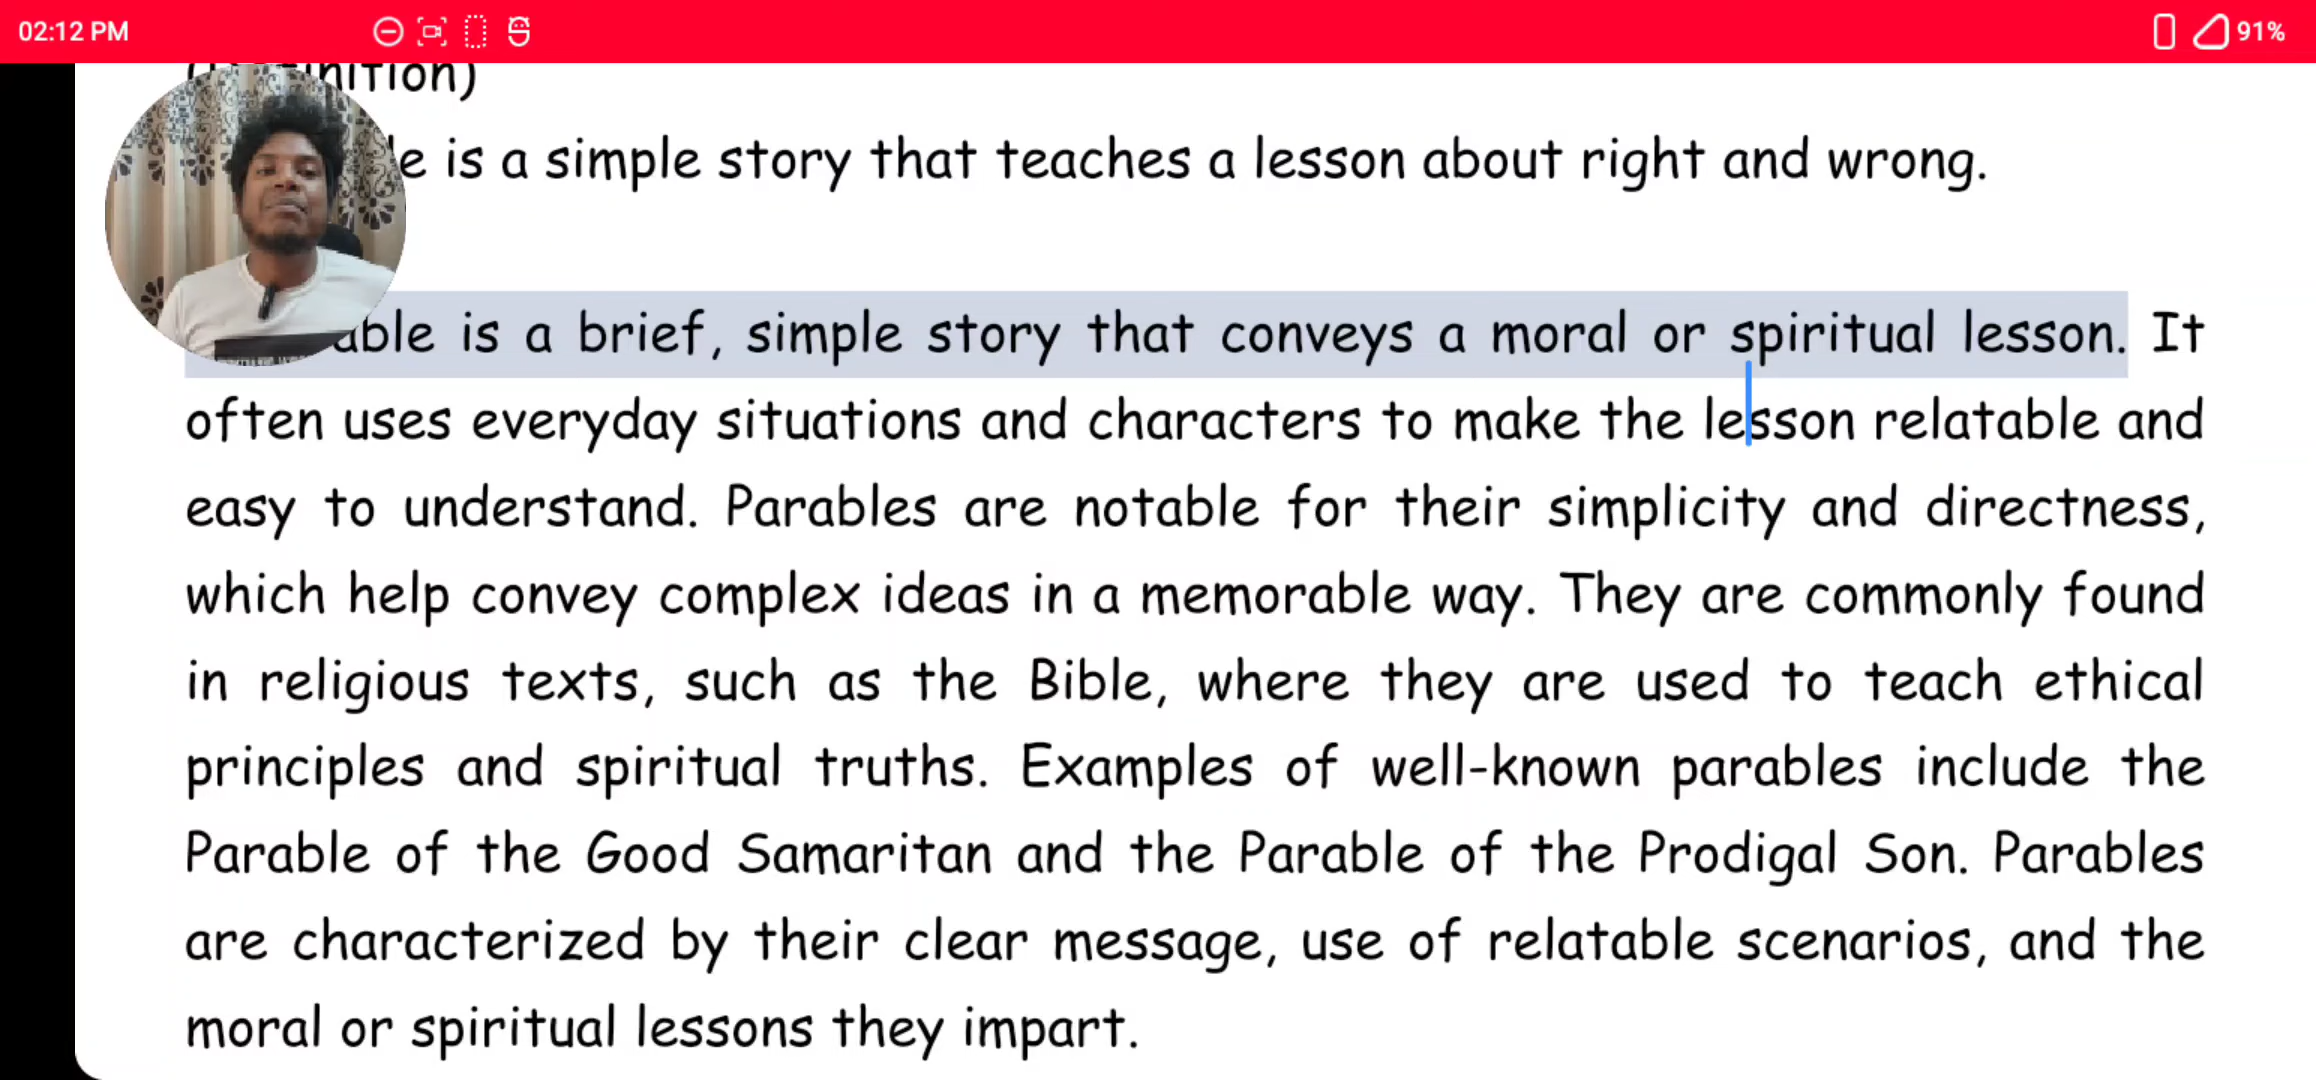 02:12 PM 91%
is a simple story that teaches a lesson about right and wrong.
is a brief, simple story that conveys a moral or spiritual lesson. It
often uses everyday situations and characters to make the lesson relatable and
easy to understand. Parables are notable for their simplicity and directness,
which help convey complex ideas in a memorable way. They are commonly found
in religious texts, such as the Bible, where they are used to teach ethical
principles and spiritual truths. Examples of well-known parables include the
Parable of the Good Samaritan and the Parable of the Prodigal Son. Parables
are characterized by their clear message, use of relatable scenarios, and the
moral or spiritual lessons they impart.